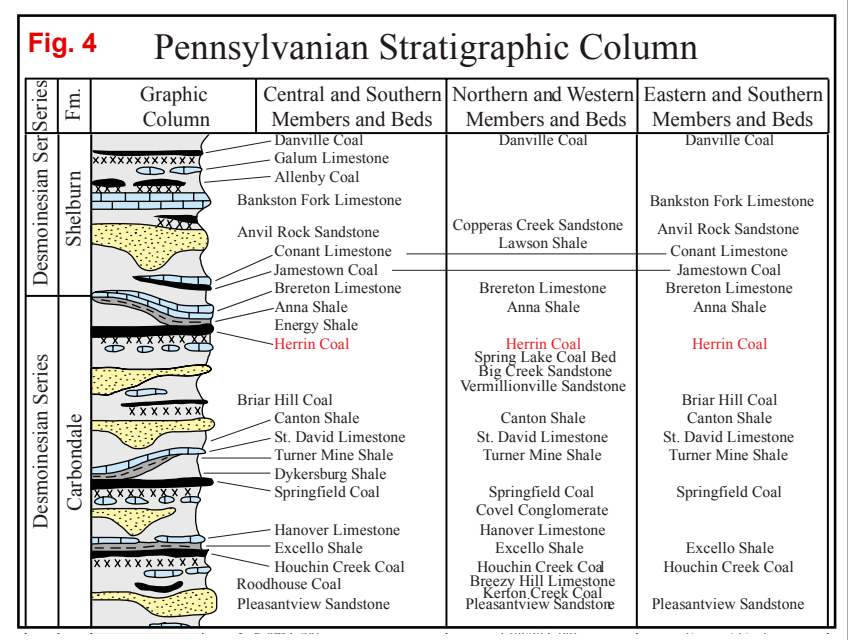 Fig. 4
Pennsylvanian Stratigraphic Column
Series
Fm.
Graphic
Column
Central and Southern
Members and Beds
Northern and Western
Members and Beds
Eastern and Southern
Members and Beds
Desmoinesian Ser
Shelburn
Desmoinesian Series
Carbondale
Danville Coal
Galum Limestone
Allenby Coal
Bankston Fork Limestone
Anvil Rock Sandstone
Conant Limestone
Jamestown Coal
Brereton Limestone
Anna Shale
Energy Shale
Herrin Coal
Briar Hill Coal
Canton Shale
St. David Limestone
Turner Mine Shale
Dykersburg Shale
Springfield Coal
Hanover Limestone
Excello Shale
Houchin Creek Coal
Roodhouse Coal
Pleasantview Sandstone
Danville Coal
Copperas Creek Sandstone
Lawson Shale
Brereton Limestone
Anna Shale
Herrin Coal
Spring Lake Coal Bed
Big Creek Sandstone
Vermillionville Sandstone
Canton Shale
St. David Limestone
Turner Mine Shale
Springfield Coal
Covel Conglomerate
Hanover Limestone
Excello Shale
Houchin Creek Coal
Breezy Hill Limestone
Kerton Creek Coal
Pleasantview Sandstone
Danville Coal
Bankston Fork Limestone
Anvil Rock Sandstone
Conant Limestone
Jamestown Coal
Brereton Limestone
Anna Shale
Herrin Coal
Briar Hill Coal
Canton Shale
St. David Limestone
Turner Mine Shale
Springfield Coal
Excello Shale
Houchin Creek Coal
Pleasantview Sandstone